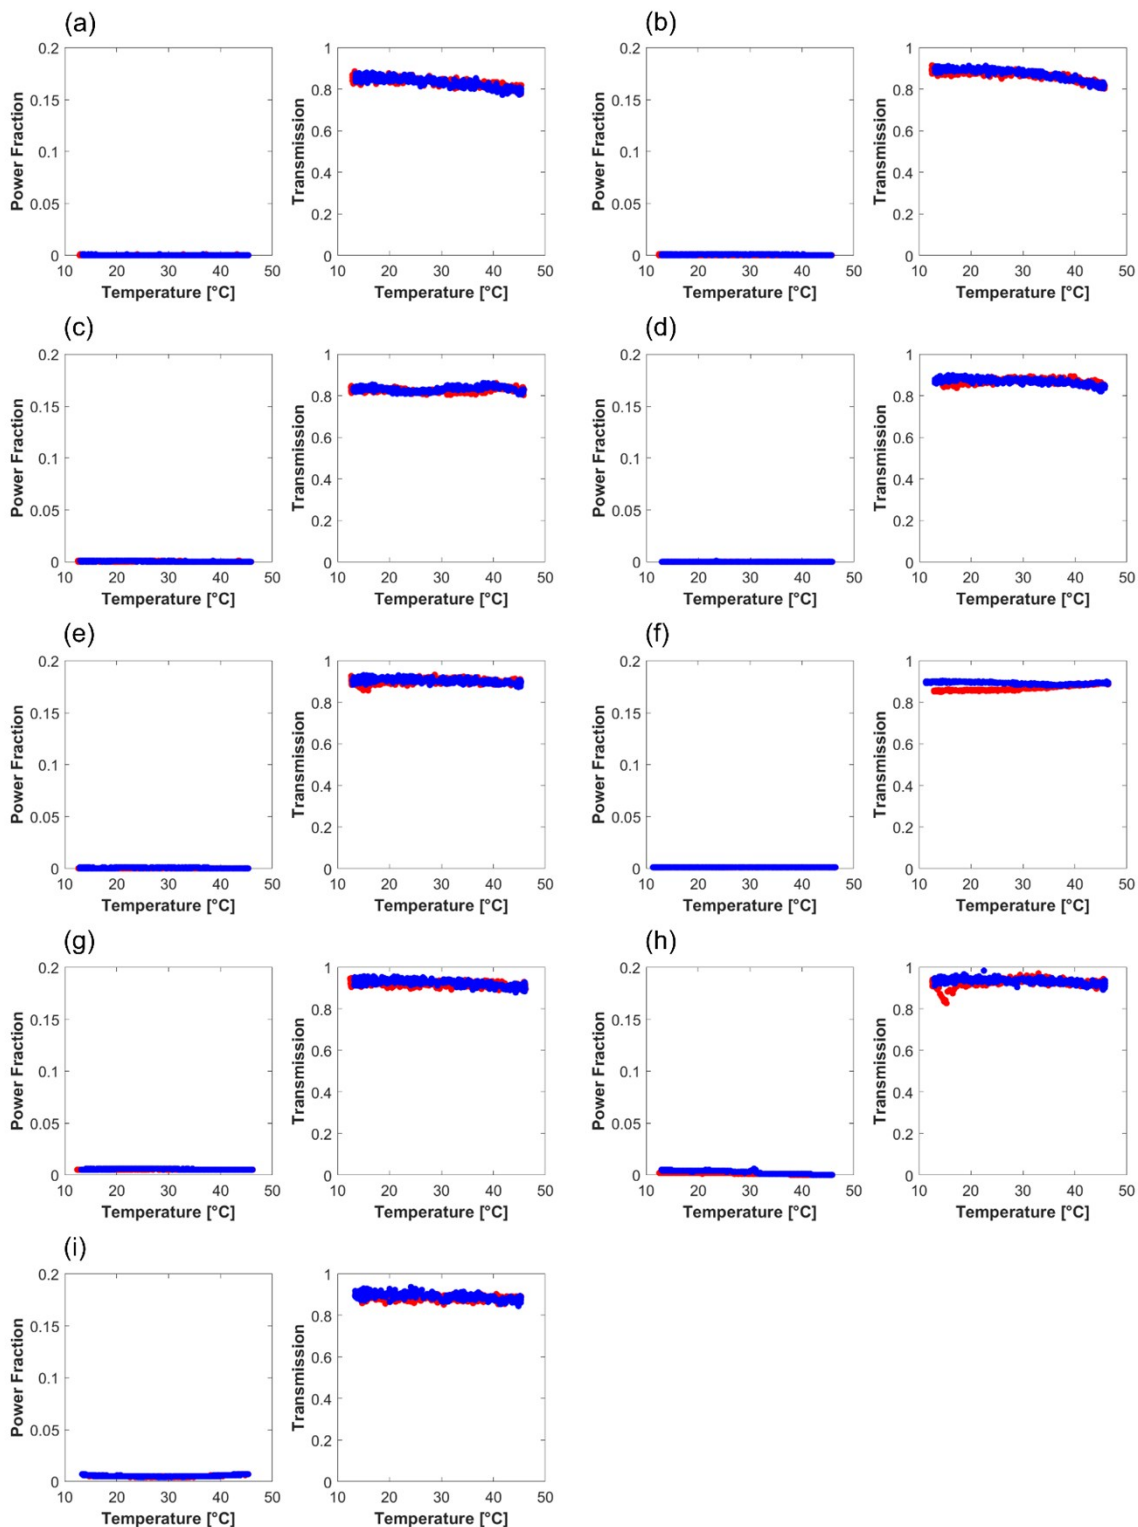 (a) (b)
0.2 1 0.2 1
0.15 0.8 0.15 0.8
0.1 0.6 0.1 0.6
0.05 0.4 0.05 0.4
0 0.2 0 0.2
0 0
Power Fraction Transmission Power Fraction Transmission
10 20 30 40 50 10 20 30 40 50 10 20 30 40 50 10 20 30 40 50
Temperature [°C] Temperature [°C] Temperature [°C] Temperature [°C]
(c) (d)
0.2 1 0.2 1
0.15 0.8 0.15 0.8
0.1 0.6 0.1 0.6
0.05 0.4 0.05 0.4
0 0.2 0 0.2
0 0
Power Fraction Transmission Power Fraction Transmission
10 20 30 40 50 10 20 30 40 50 10 20 30 40 50 10 20 30 40 50
Temperature [°C] Temperature [°C] Temperature [°C] Temperature [°C]
(e) (f)
0.2 1 0.2 1
0.15 0.8 0.15 0.8
0.1 0.6 0.1 0.6
0.05 0.4 0.05 0.4
0 0.2 0 0.2
0 0
Power Fraction Transmission Power Fraction Transmission
10 20 30 40 50 10 20 30 40 50 10 20 30 40 50 10 20 30 40 50
Temperature [°C] Temperature [°C] Temperature [°C] Temperature [°C]
(g) (h)
0.2 1 0.2 1
0.15 0.8 0.15 0.8
0.1 0.6 0.1 0.6
0.05 0.4 0.05 0.4
0 0.2 0 0.2
0 0
Power Fraction Transmission Power Fraction Transmission
10 20 30 40 50 10 20 30 40 50 10 20 30 40 50 10 20 30 40 50
Temperature [°C] Temperature [°C] Temperature [°C] Temperature [°C]
(i)
0.2 1
0.15 0.8
0.1 0.6
0.05 0.4
0 0.2
0
Power Fraction Transmission
10 20 30 40 50 10 20 30 40 50
Temperature [°C] Temperature [°C]